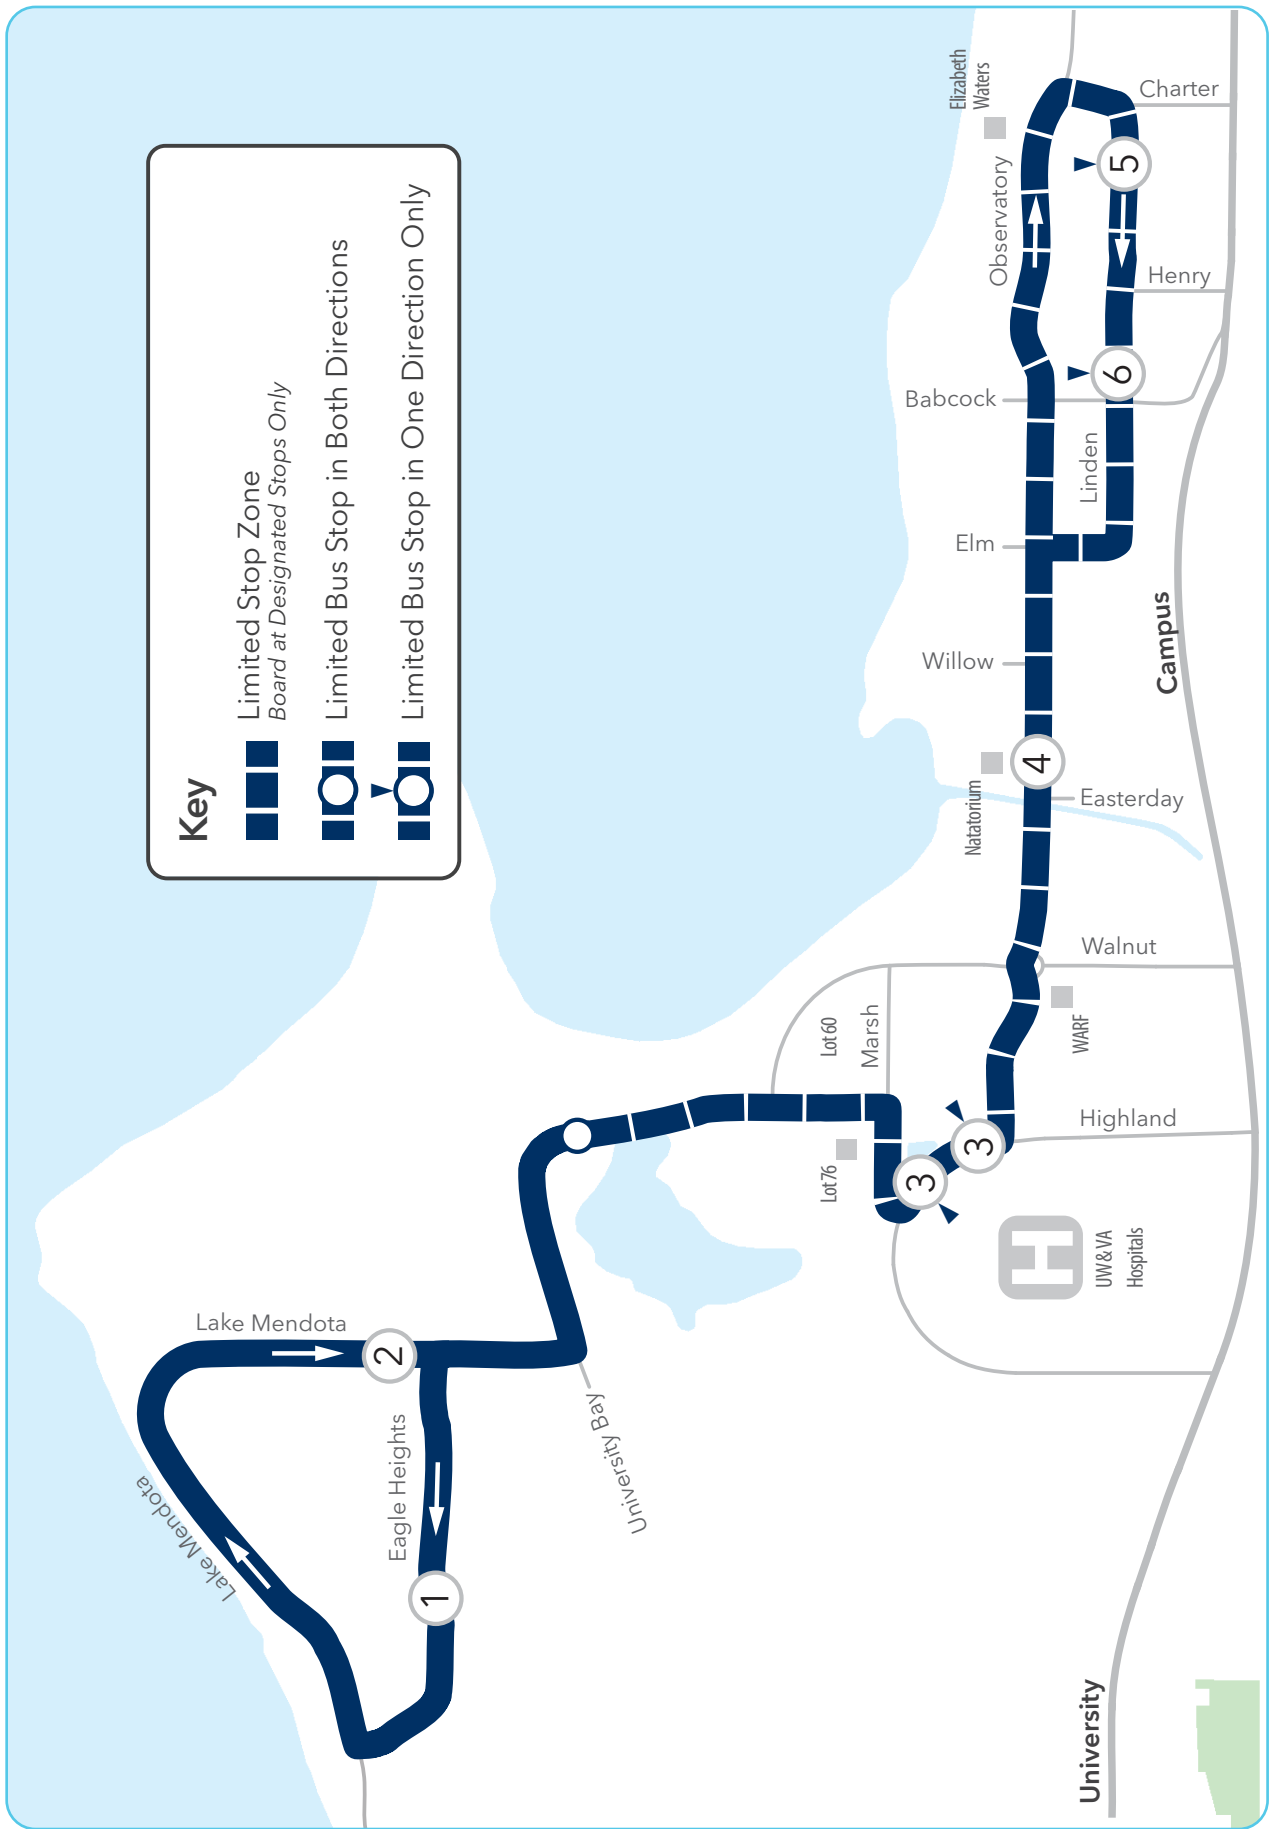 Key
Limited Stop Zone
Board at Designated Stops Only
Limited Bus Stop in Both Directions
Limited Bus Stop in One Direction Only
Lake Mendota
Lake Mendota
Eagle Heights
University Bay
1
2
3
3
4
5
6
Lot 76
Lot 60
Marsh
UW & VA
Hospitals
Highland
WARF
Walnut
Natatorium
Easterday
Willow
Elm
Linden
Babcock
Observatory
Henry
Elizabeth
Waters
Charter
University
Campus
H